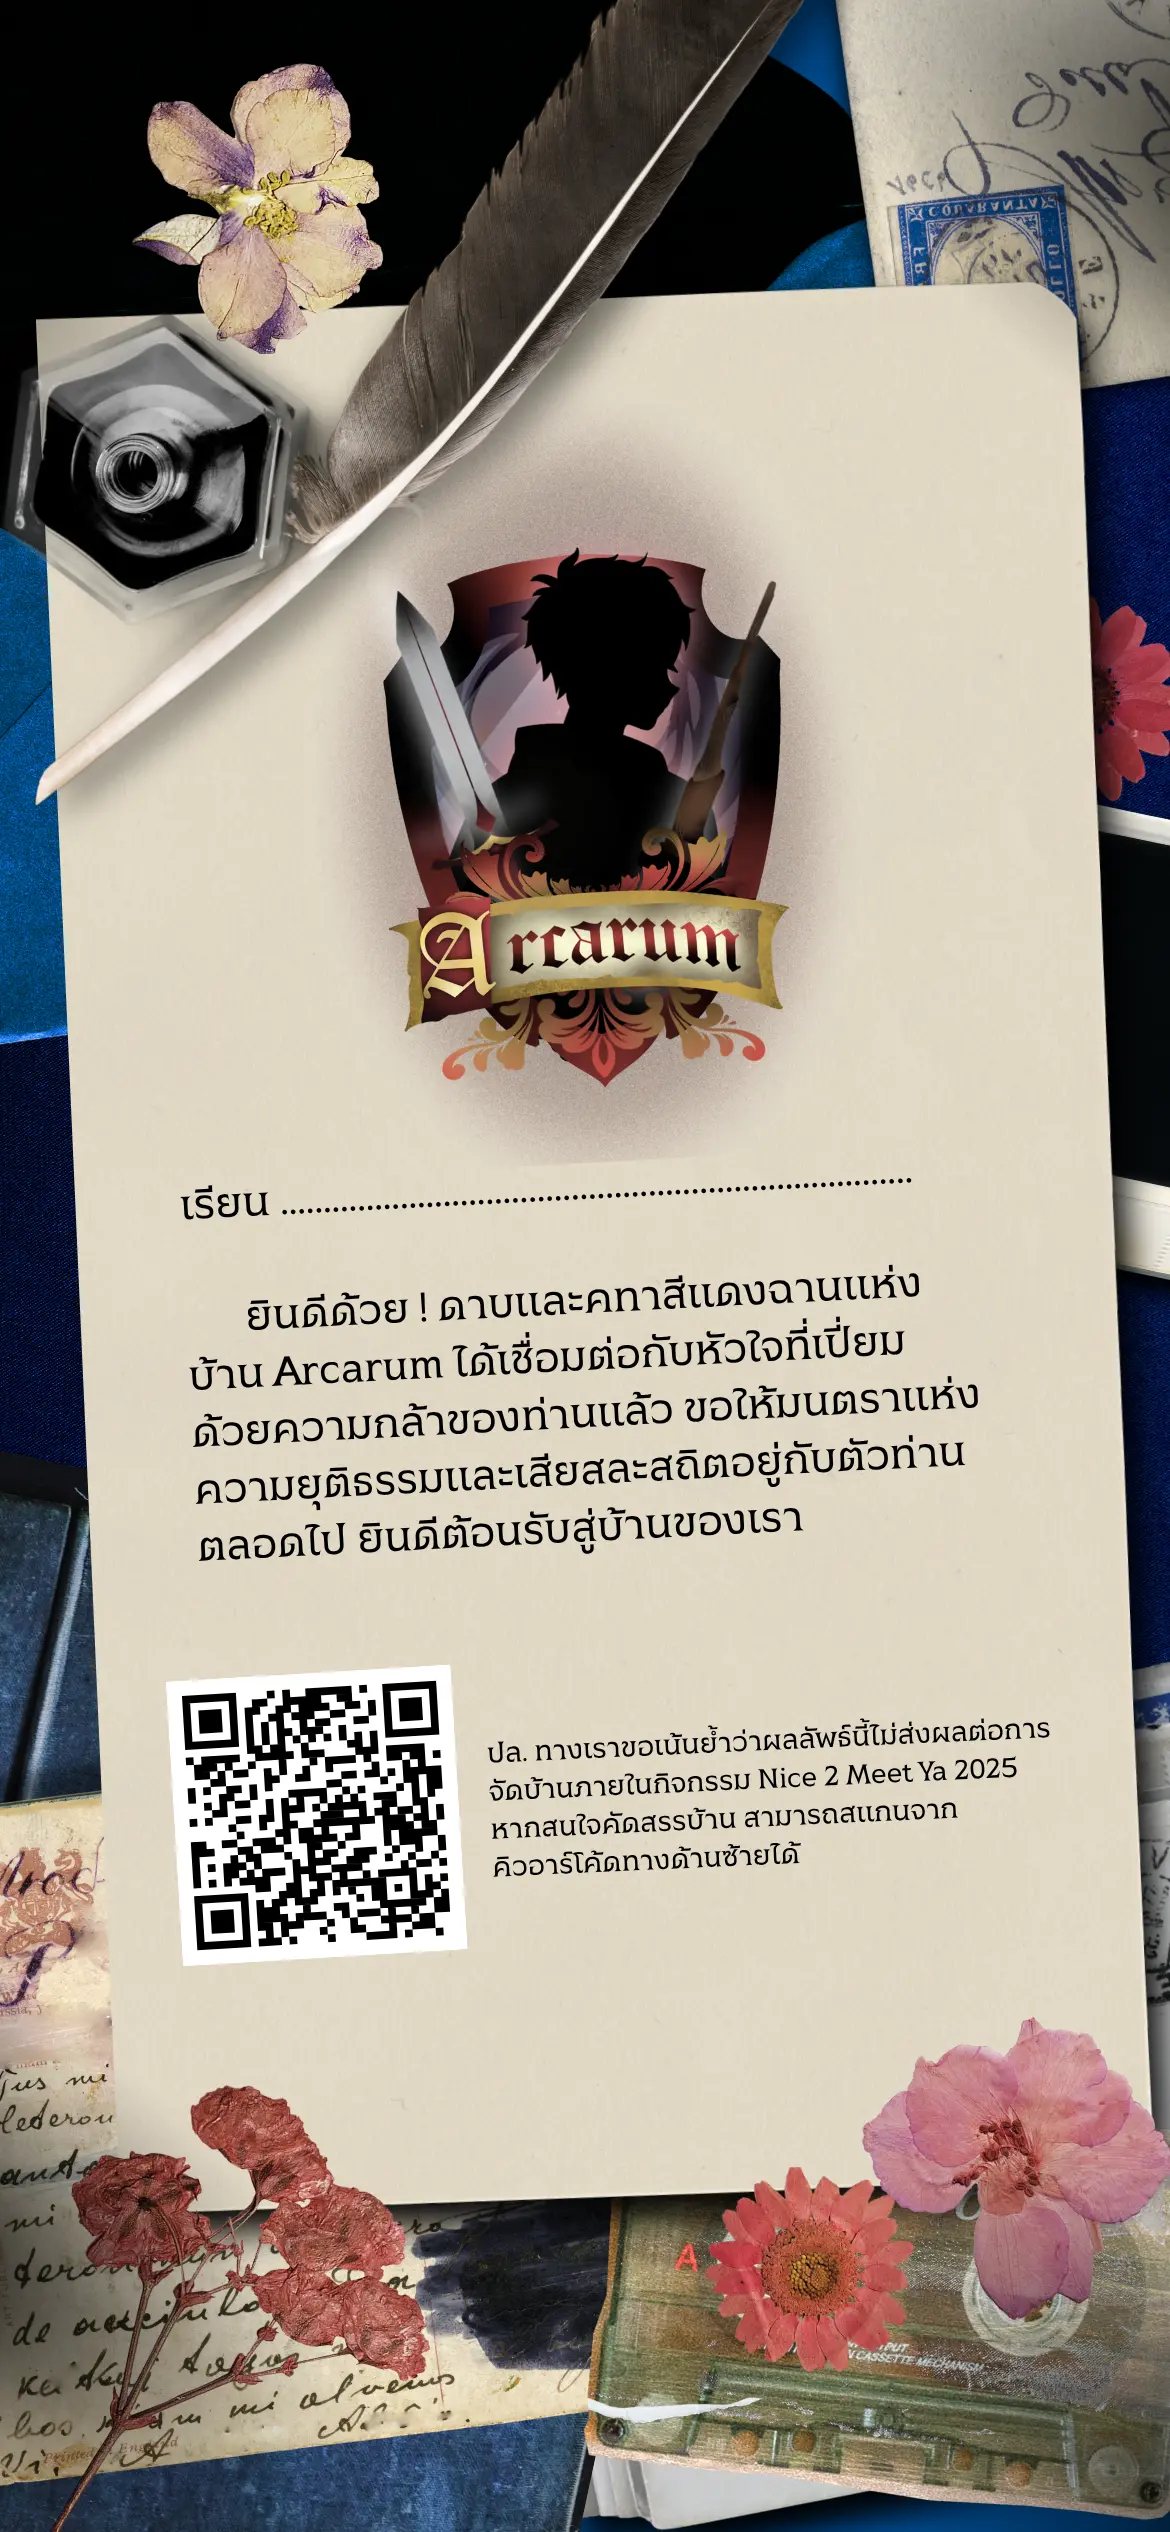 COUARANTA
Arcarum
เรียน ..........................................................................
ยินดีด้วย ! ดาบและคทาสีแดงฉานแห่ง
บ้าน Arcarum ได้เชื่อมต่อกับหัวใจที่เปี่ยม
ด้วยความกล้าของท่านแล้ว ขอให้มนตราแห่ง
ความยุติธรรมและเสียสละสถิตอยู่กับตัวท่าน
ตลอดไป ยินดีต้อนรับสู่บ้านของเรา
ปล. ทางเราขอเน้นย้ำว่าผลลัพธ์นี้ไม่ส่งผลต่อการ
จัดบ้านภายในกิจกรรม Nice 2 Meet Ya 2025
หากสนใจคัดสรรบ้าน สามารถสแกนจาก
คิวอาร์โค้ดทางด้านซ้ายได้
A
CASSETTE MECHANISM